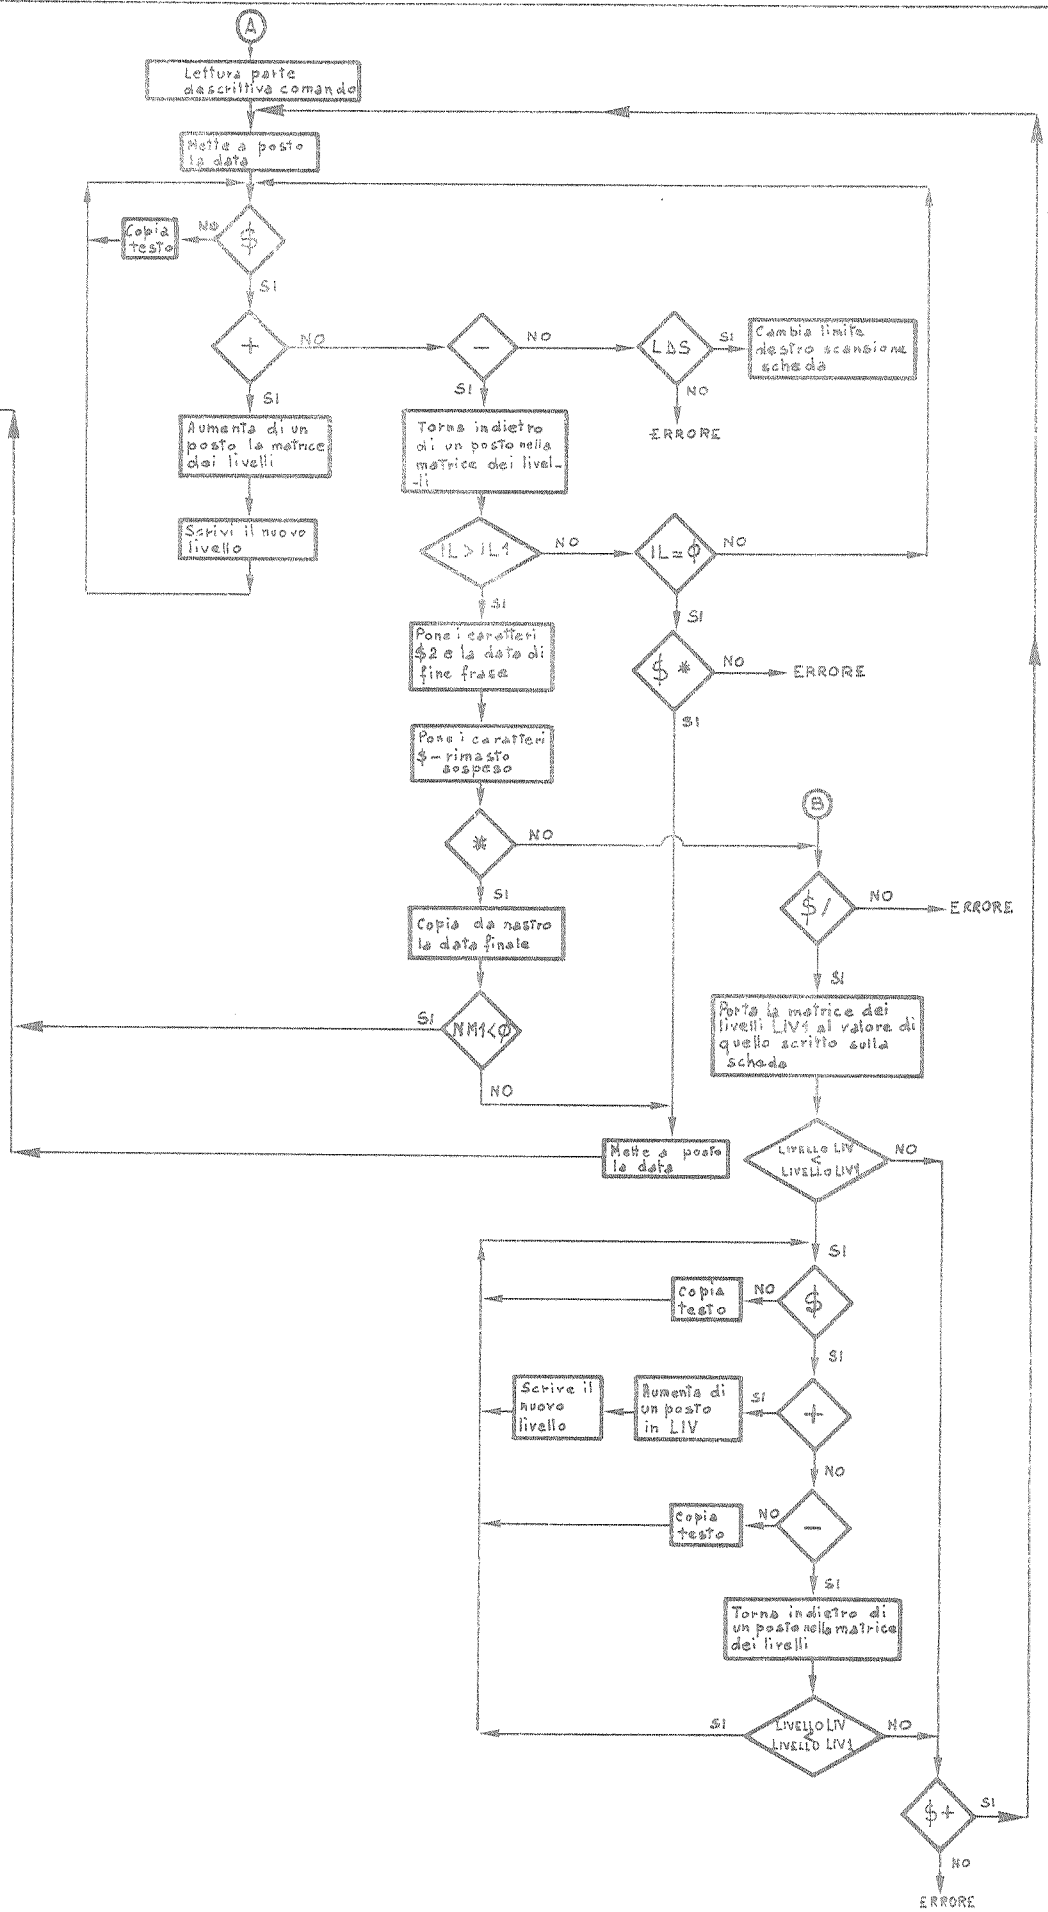 A
Lettura parte
descrittiva comando
Mette a posto
la data
Copia
testo
NO
$
SI
+
NO
-
NO
LDS
SI
Cambia limite
destro scansione
scheda
NO
ERRORE
SI
Aumenta di un
posto la matrice
dei livelli
SI
Torna indietro
di un posto nella
matrice dei livel-
-li
Scrivi il nuovo
livello
IL > IL1
NO
IL = ϕ
NO
SI
SI
Pone i caratteri
$2 e la data di
fine frase
$ *
NO
ERRORE
SI
Pone i caratteri
$- rimasto
sospeso
B
*
NO
$ /
NO
ERRORE
SI
Copia da nastro
la data finale
SI
Porta la matrice dei
livelli LIV1 al valore di
quello scritto sulla
scheda
SI
NM1<ϕ
NO
Mette a posto
la data
LIVELLO LIV
<
LIVELLO LIV1
NO
SI
Copia
testo
NO
$
SI
Scrive il
nuovo
livello
Aumenta di
un posto
in LIV
SI
+
NO
Copia
testo
NO
-
SI
Torna indietro di
un posto nella matrice
dei livelli
SI
LIVELLO LIV
<
LIVELLO LIV1
NO
$+
SI
NO
ERRORE